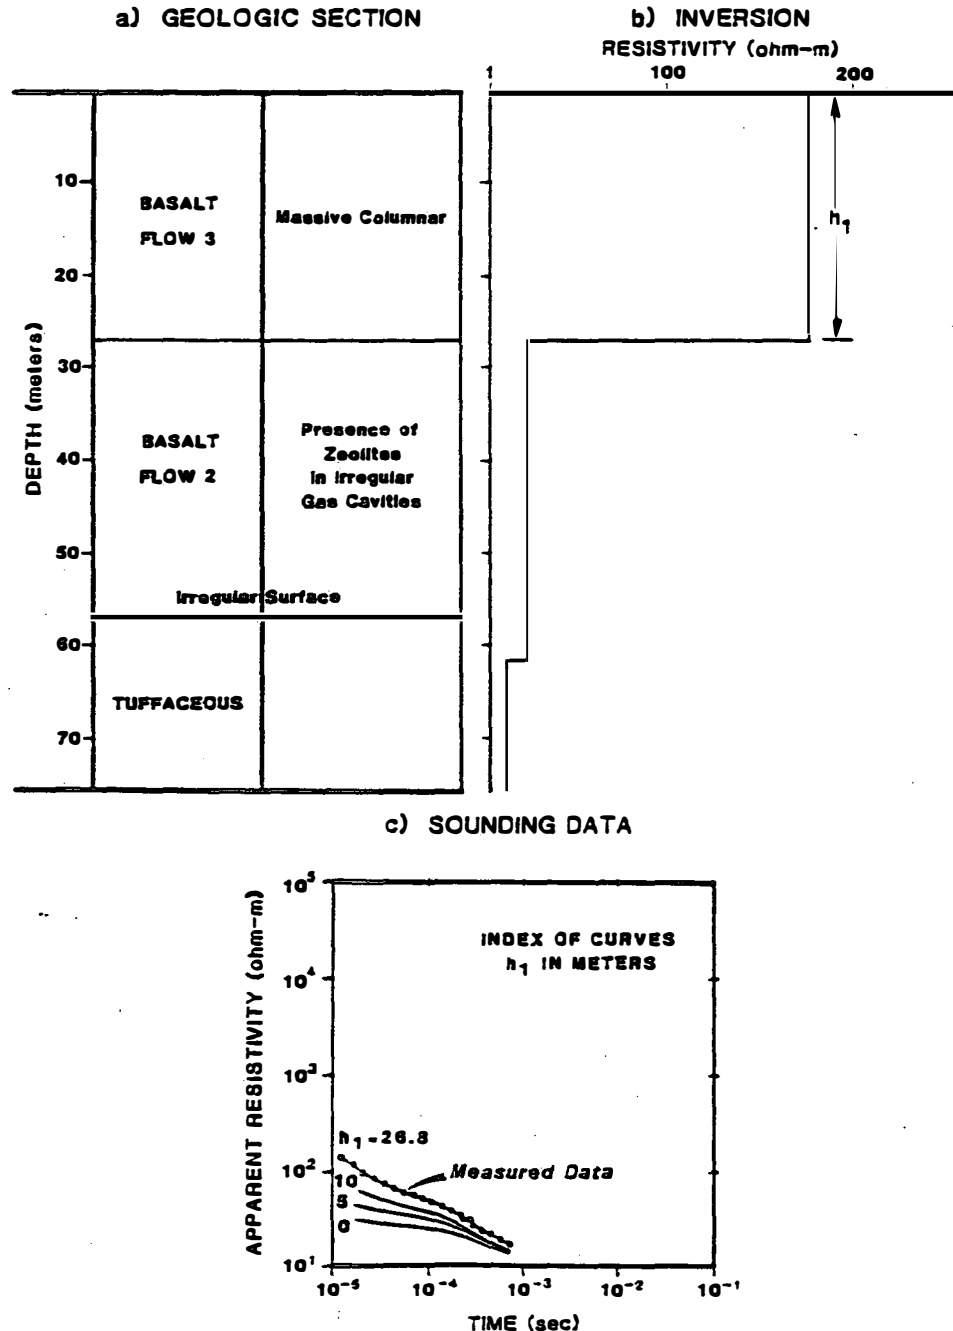 a) GEOLOGIC SECTION
b) INVERSION
RESISTIVITY (ohm-m)
1 100 200
DEPTH (meters)
10
20
30
40
50
60
70
BASALT
FLOW 3
Massive Columnar
h1
BASALT
FLOW 2
Presence of
Zeolites
in Irregular
Gas Cavities
Irregular Surface
TUFFACEOUS
c) SOUNDING DATA
APPARENT RESISTIVITY (ohm-m)
10^5
10^4
10^3
10^2
10^1
INDEX OF CURVES
h1 IN METERS
h1=26.8
Measured Data
10
5
0
10^-5 10^-4 10^-3 10^-2 10^-1
TIME (sec)